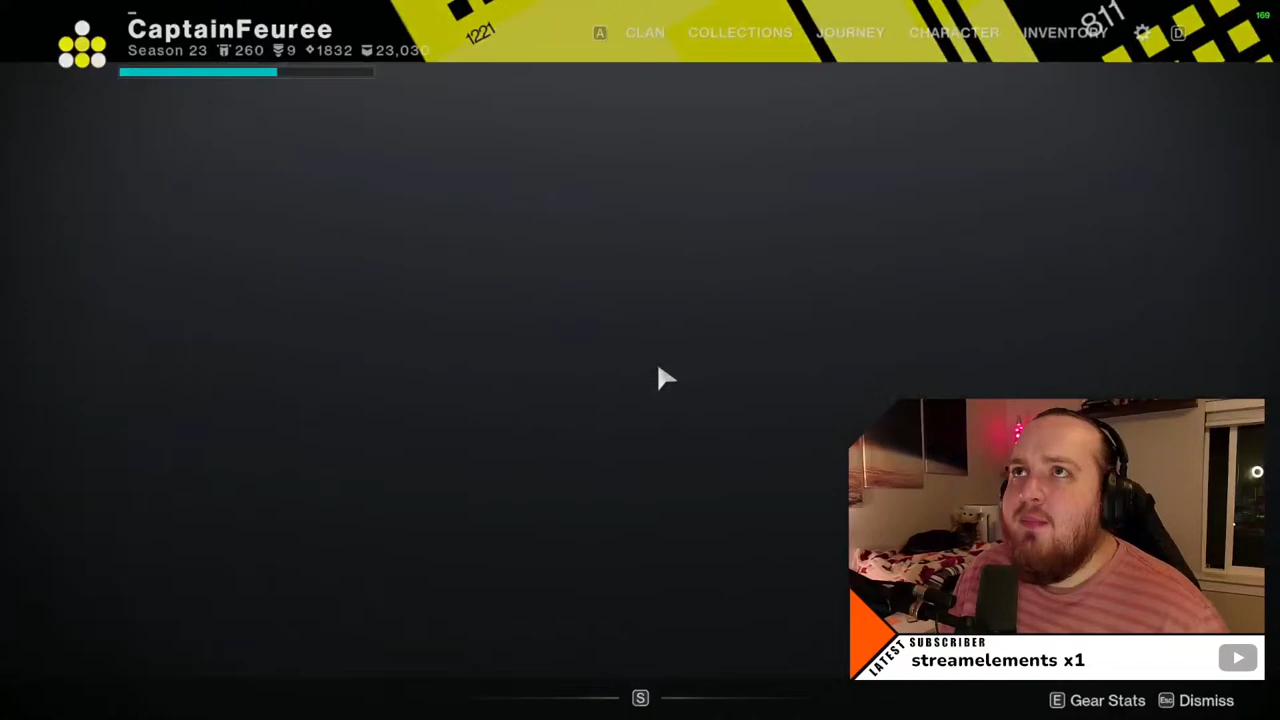 CaptainFeuree
Season 23 260 9 1832 23,030
1221
A CLAN COLLECTIONS JOURNEY CHARACTER INVENTORY D
811
169
LATEST SUBSCRIBER
streamelements x1
S
E Gear Stats Esc Dismiss